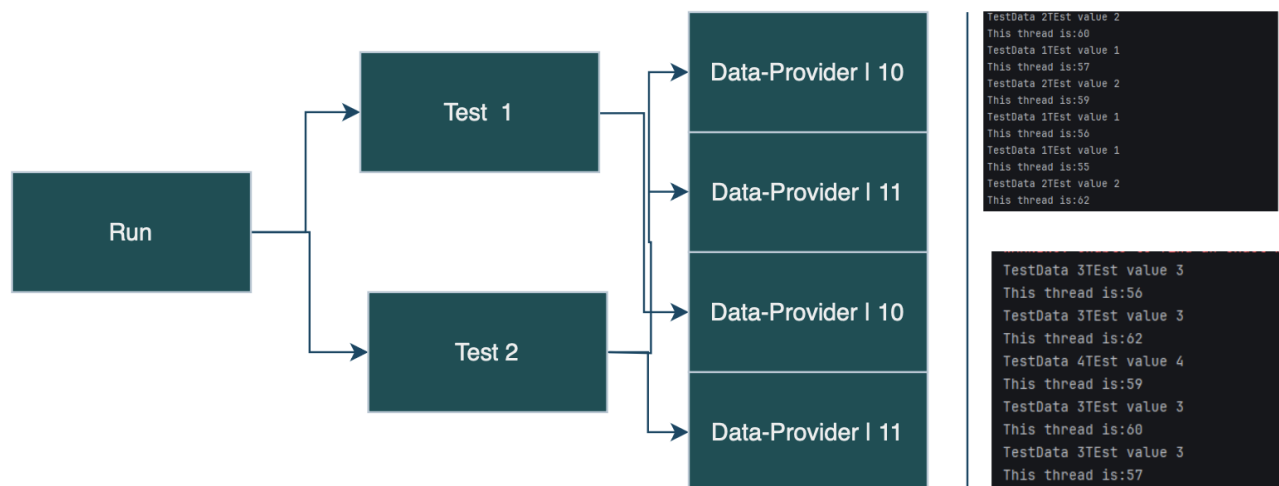 Run
Test 1
Test 2
Data-Provider | 10
Data-Provider | 11
Data-Provider | 10
Data-Provider | 11
TestData 2TEst value 2
This thread is:60
TestData 1TEst value 1
This thread is:57
TestData 2TEst value 2
This thread is:59
TestData 1TEst value 1
This thread is:56
TestData 1TEst value 1
This thread is:55
TestData 2TEst value 2
This thread is:62
TestData 3TEst value 3
This thread is:56
TestData 3TEst value 3
This thread is:62
TestData 4TEst value 4
This thread is:59
TestData 3TEst value 3
This thread is:60
TestData 3TEst value 3
This thread is:57